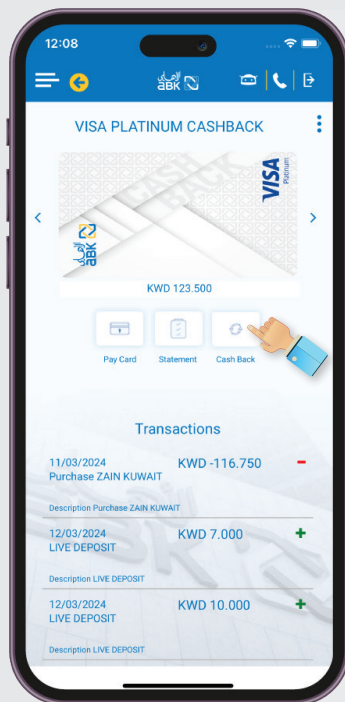 12:08
الأهلي
aBK
VISA PLATINUM CASHBACK
CASH
BACK
VISA
Platinum
الأهلي
aBK
KWD 123.500
Pay Card
Statement
Cash Back
Transactions
11/03/2024
KWD -116.750
Purchase ZAIN KUWAIT
Description Purchase ZAIN KUWAIT
12/03/2024
KWD 7.000
LIVE DEPOSIT
Description LIVE DEPOSIT
12/03/2024
KWD 10.000
LIVE DEPOSIT
Description LIVE DEPOSIT